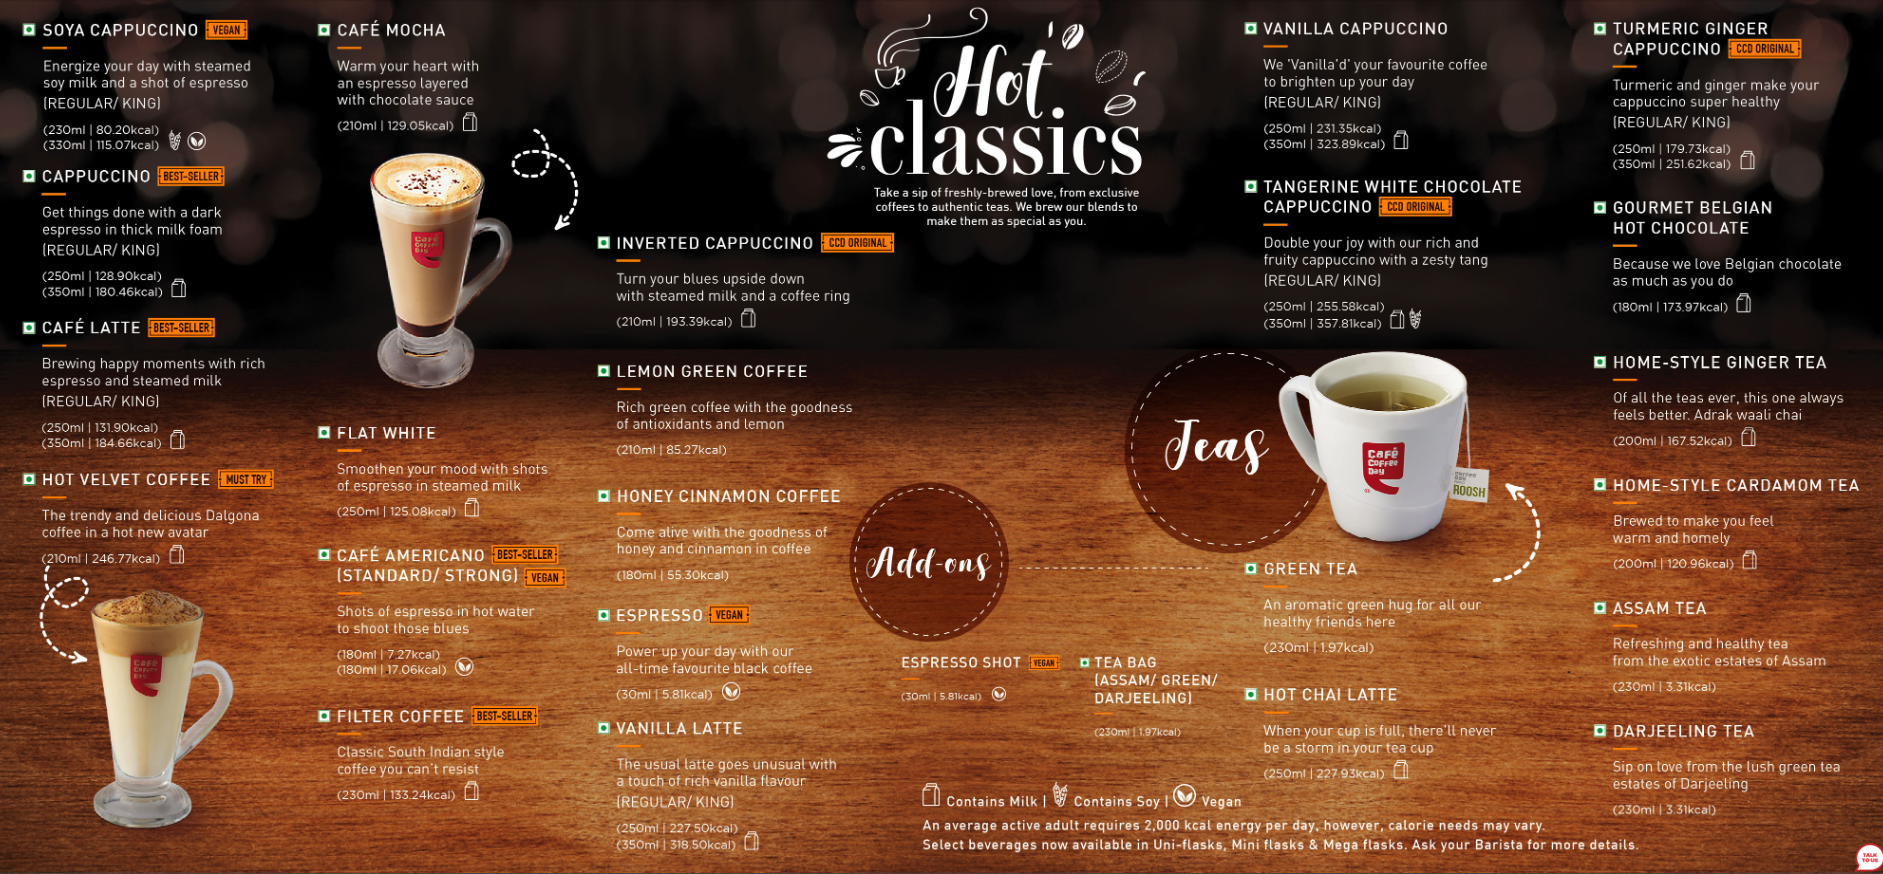 SOYA CAPPUCCINO VEGAN
Energize your day with steamed
soy milk and a shot of espresso
(REGULAR/ KING)
(230ml | 80.20kcal)
(330ml | 115.07kcal)
CAPPUCCINO BEST-SELLER
Get things done with a dark
espresso in thick milk foam
(REGULAR/ KING)
(250ml | 128.90kcal)
(350ml | 180.46kcal)
CAFÉ LATTE BEST-SELLER
Brewing happy moments with rich
espresso and steamed milk
(REGULAR/ KING)
(250ml | 131.90kcal)
(350ml | 184.66kcal)
HOT VELVET COFFEE MUST TRY
The trendy and delicious Dalgona
coffee in a hot new avatar
(210ml | 246.77kcal)
Café
Coffee
Day
CAFÉ MOCHA
Warm your heart with
an espresso layered
with chocolate sauce
(210ml | 129.05kcal)
Café
Coffee
Day
FLAT WHITE
Smoothen your mood with shots
of espresso in steamed milk
(250ml | 125.08kcal)
CAFÉ AMERICANO BEST-SELLER
(STANDARD/ STRONG) VEGAN
Shots of espresso in hot water
to shoot those blues
(180ml | 7.27kcal)
(180ml | 17.06kcal)
FILTER COFFEE BEST-SELLER
Classic South Indian style
coffee you can't resist
(230ml | 133.24kcal)
Hot
classics
Take a sip of freshly-brewed love, from exclusive
coffees to authentic teas. We brew our blends to
make them as special as you.
INVERTED CAPPUCCINO CCD ORIGINAL
Turn your blues upside down
with steamed milk and a coffee ring
(210ml | 193.39kcal)
LEMON GREEN COFFEE
Rich green coffee with the goodness
of antioxidants and lemon
(210ml | 85.27kcal)
HONEY CINNAMON COFFEE
Come alive with the goodness of
honey and cinnamon in coffee
(180ml | 55.30kcal)
ESPRESSO VEGAN
Power up your day with our
all-time favourite black coffee
(30ml | 5.81kcal)
VANILLA LATTE
The usual latte goes unusual with
a touch of rich vanilla flavour
(REGULAR/ KING)
(250ml | 227.50kcal)
(350ml | 318.50kcal)
Add-ons
ESPRESSO SHOT VEGAN
(30ml | 5.81kcal)
TEA BAG
(ASSAM/ GREEN/
DARJEELING)
(230ml | 1.97kcal)
VANILLA CAPPUCCINO
We 'Vanilla'd' your favourite coffee
to brighten up your day
(REGULAR/ KING)
(250ml | 231.35kcal)
(350ml | 323.89kcal)
TANGERINE WHITE CHOCOLATE
CAPPUCCINO CCD ORIGINAL
Double your joy with our rich and
fruity cappuccino with a zesty tang
(REGULAR/ KING)
(250ml | 255.58kcal)
(350ml | 357.81kcal)
TURMERIC GINGER
CAPPUCCINO CCD ORIGINAL
Turmeric and ginger make your
cappuccino super healthy
(REGULAR/ KING)
(250ml | 179.73kcal)
(350ml | 251.62kcal)
GOURMET BELGIAN
HOT CHOCOLATE
Because we love Belgian chocolate
as much as you do
(180ml | 173.97kcal)
Teas
Café
Coffee
Day
ROOSH
GREEN TEA
An aromatic green hug for all our
healthy friends here
(230ml | 1.97kcal)
HOT CHAI LATTE
When your cup is full, there'll never
be a storm in your tea cup
(250ml | 227.93kcal)
HOME-STYLE GINGER TEA
Of all the teas ever, this one always
feels better. Adrak waali chai
(200ml | 167.52kcal)
HOME-STYLE CARDAMOM TEA
Brewed to make you feel
warm and homely
(200ml | 120.96kcal)
ASSAM TEA
Refreshing and healthy tea
from the exotic estates of Assam
(230ml | 3.31kcal)
DARJEELING TEA
Sip on love from the lush green tea
estates of Darjeeling
(230ml | 3.31kcal)
Contains Milk | Contains Soy | Vegan
An average active adult requires 2,000 kcal energy per day, however, calorie needs may vary.
Select beverages now available in Uni-flasks, Mini flasks & Mega flasks. Ask your Barista for more details.
TALK
TO US